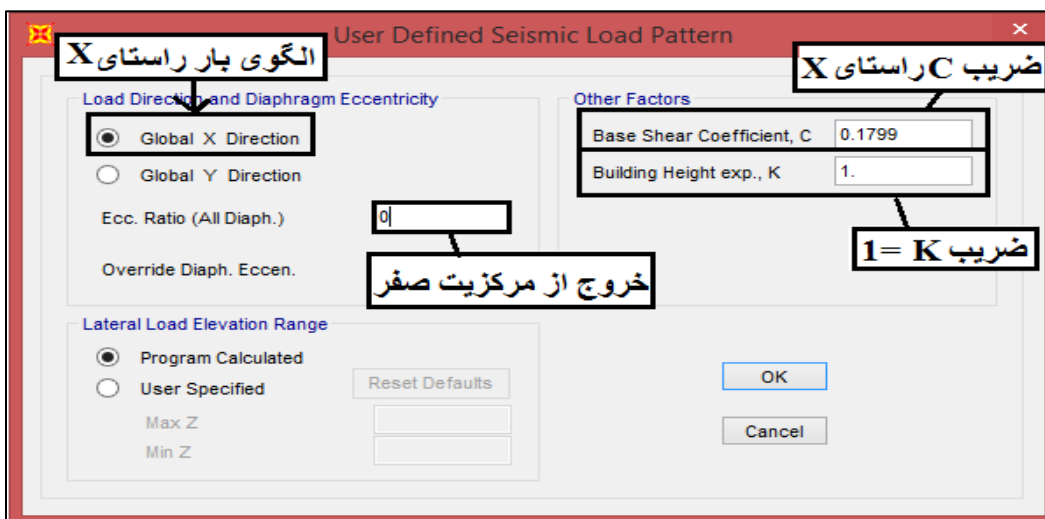 User Defined Seismic Load Pattern
الگوی بار راستای X
ضریب C راستای X
Load Direction and Diaphragm Eccentricity
Global X Direction
Global Y Direction
Ecc. Ratio (All Diaph.)
0
Override Diaph. Eccen.
خروج از مرکزیت صفر
Other Factors
Base Shear Coefficient, C
0.1799
Building Height exp., K
1.
ضریب K =1
Lateral Load Elevation Range
Program Calculated
User Specified
Reset Defaults
Max Z
Min Z
OK
Cancel